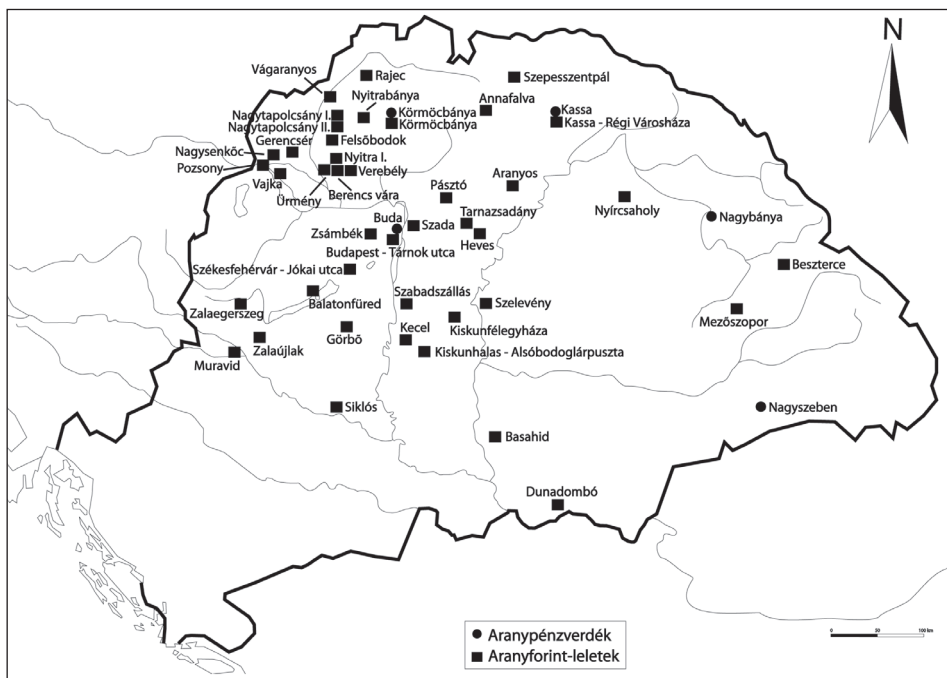 N
Vágaranyos
Rajec
Szepesszentpál
Nyitrabánya
Annafalva
Kassa
Nagytapolcsány I.
Körmöcbánya
Nagytapolcsány II.
Körmöcbánya
Kassa - Régi Városháza
Gerencsér
Felsõbodok
Nagysenkõc
Nyitra I.
Pozsony
Verebély
Vajka
Ürmény
Berencs vára
Pásztó
Aranyos
Nyírcsaholy
Nagybánya
Buda
Szada
Tarnazsadány
Zsámbék
Heves
Budapest - Tárnok utca
Székesfehérvár - Jókai utca
Beszterce
Balatonfüred
Szabadszállás
Szelevény
Zalaegerszeg
Kiskunfélegyháza
Mezőszopor
Görbõ
Kecel
Zalaújlak
Kiskunhalas - Alsóbodoglárpuszta
Muravid
Siklós
Nagyszeben
Basahid
Dunadombó
Aranypénzverdék
Aranyforint-leletek
0 50 100 km